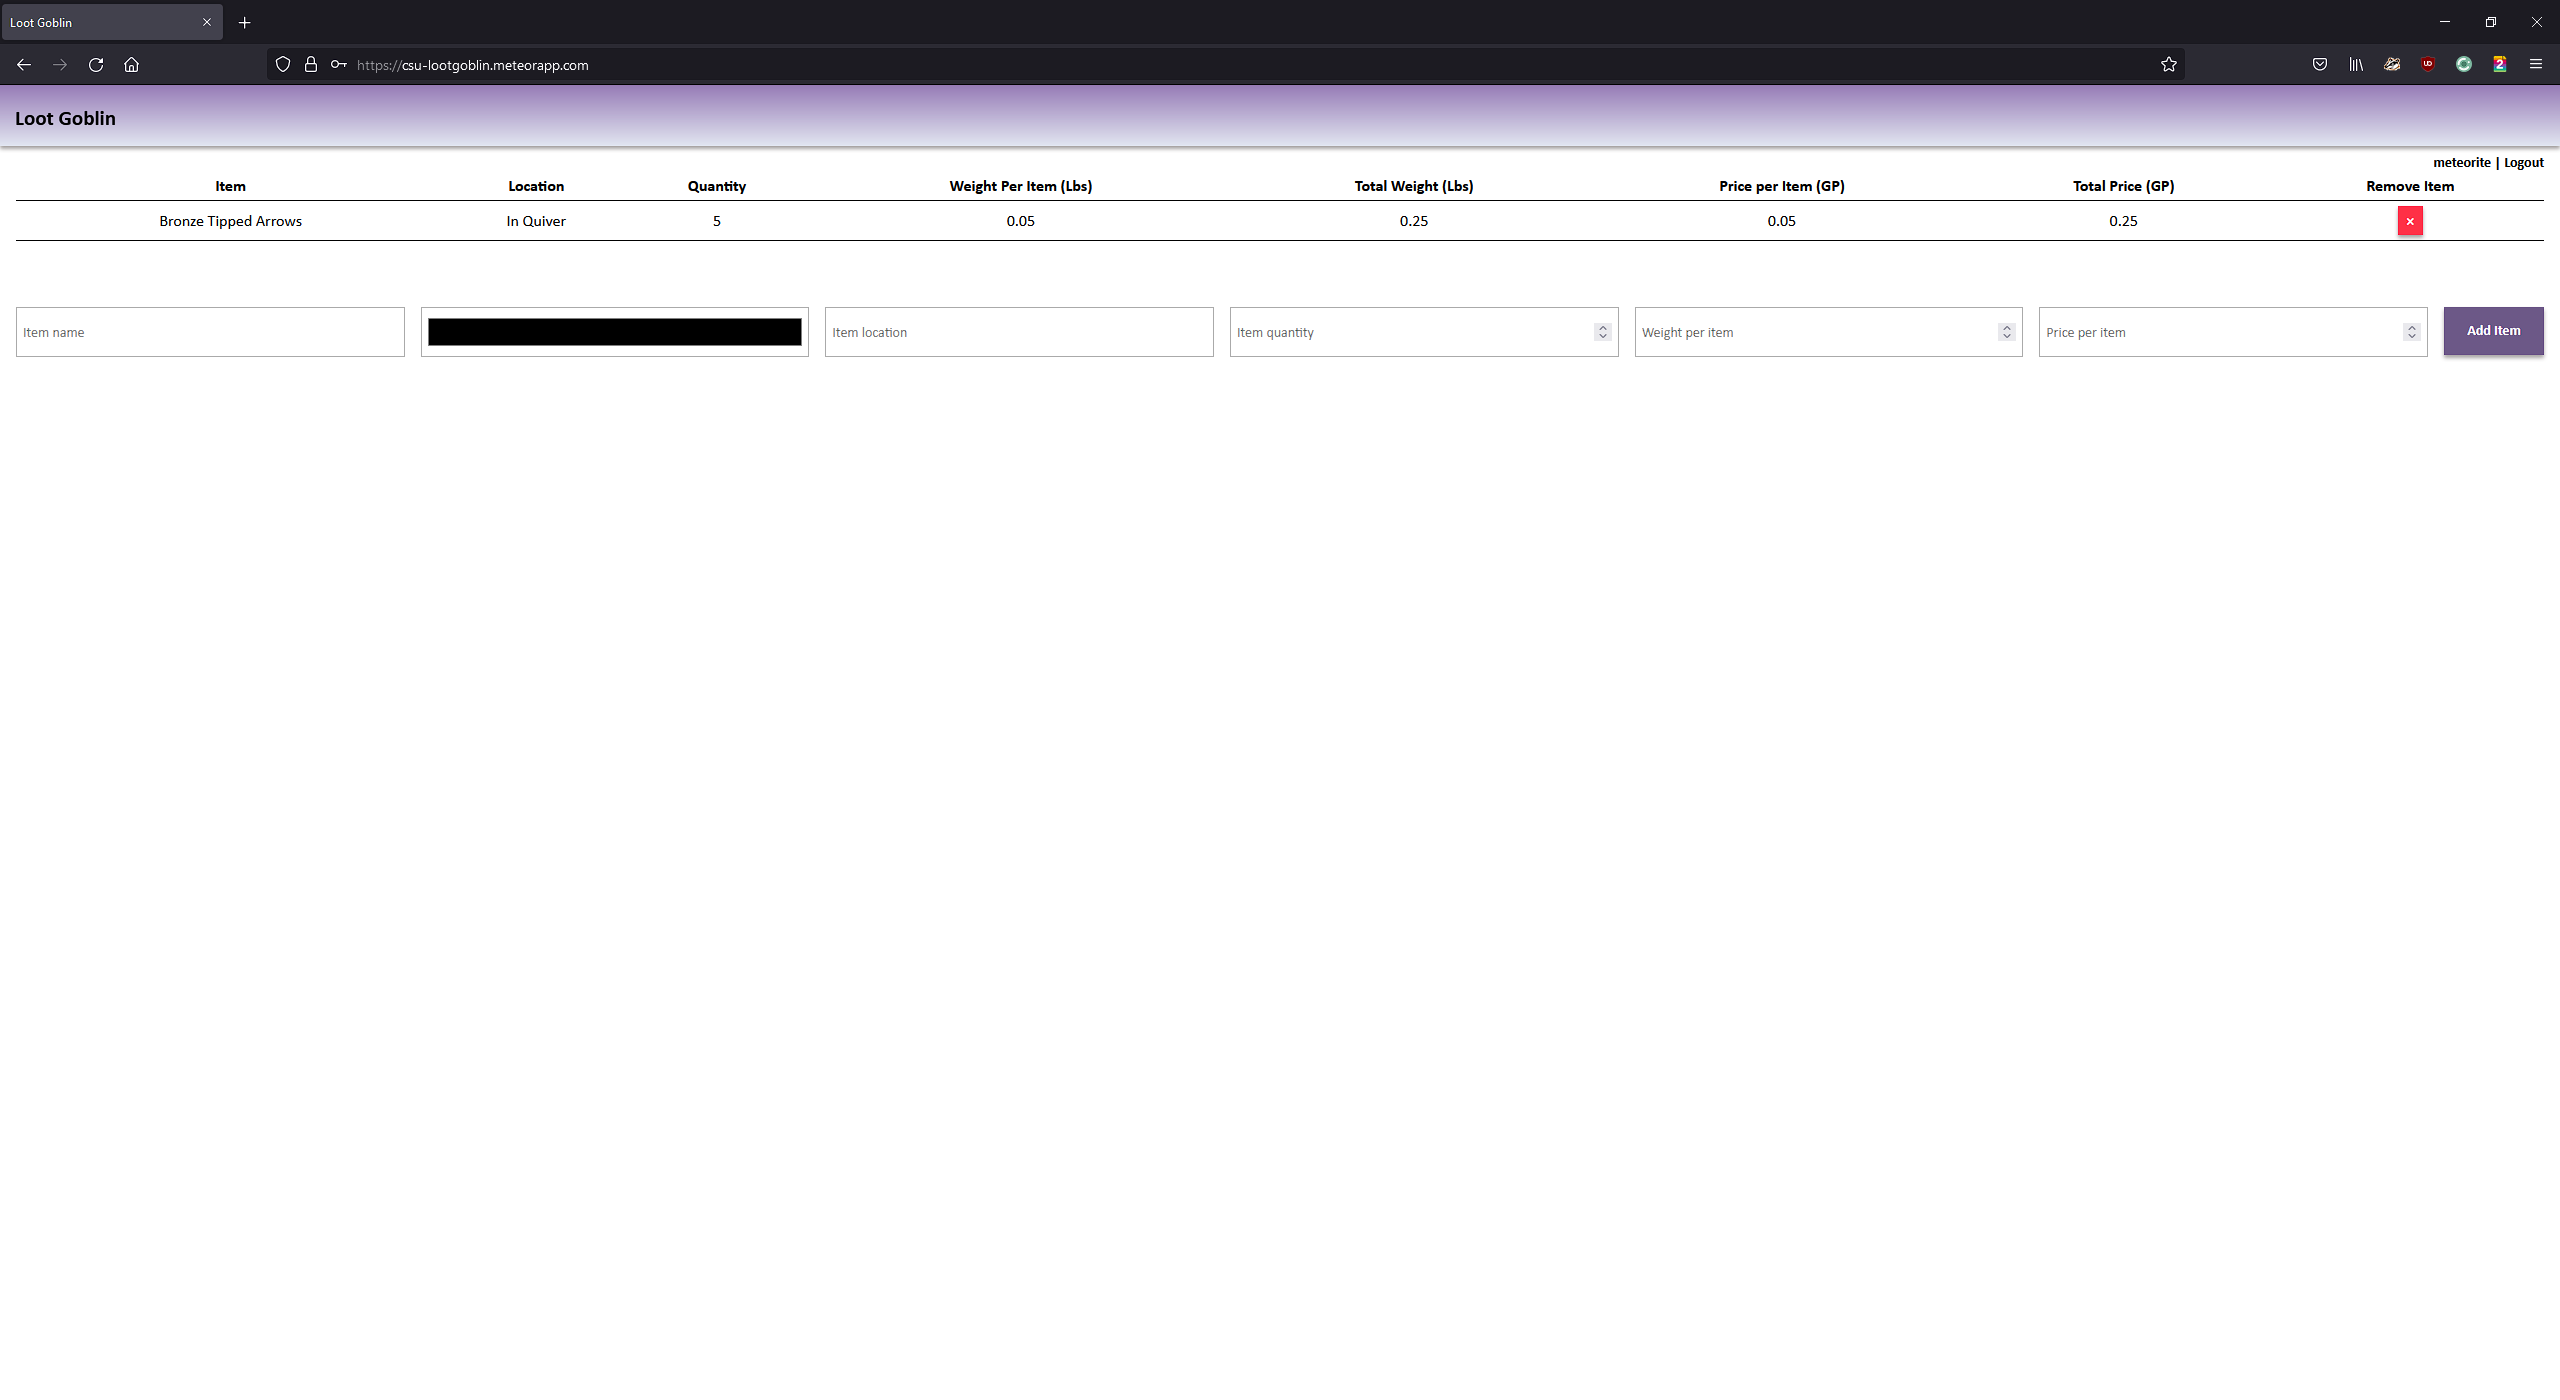 Loot Goblin
https://csu-lootgoblin.meteorapp.com
Loot Goblin
meteorite | Logout
Item Location Quantity Weight Per Item (Lbs) Total Weight (Lbs) Price per Item (GP) Total Price (GP) Remove Item
Bronze Tipped Arrows In Quiver 5 0.05 0.25 0.05 0.25 ×
Item name Item location Item quantity Weight per item Price per item Add Item